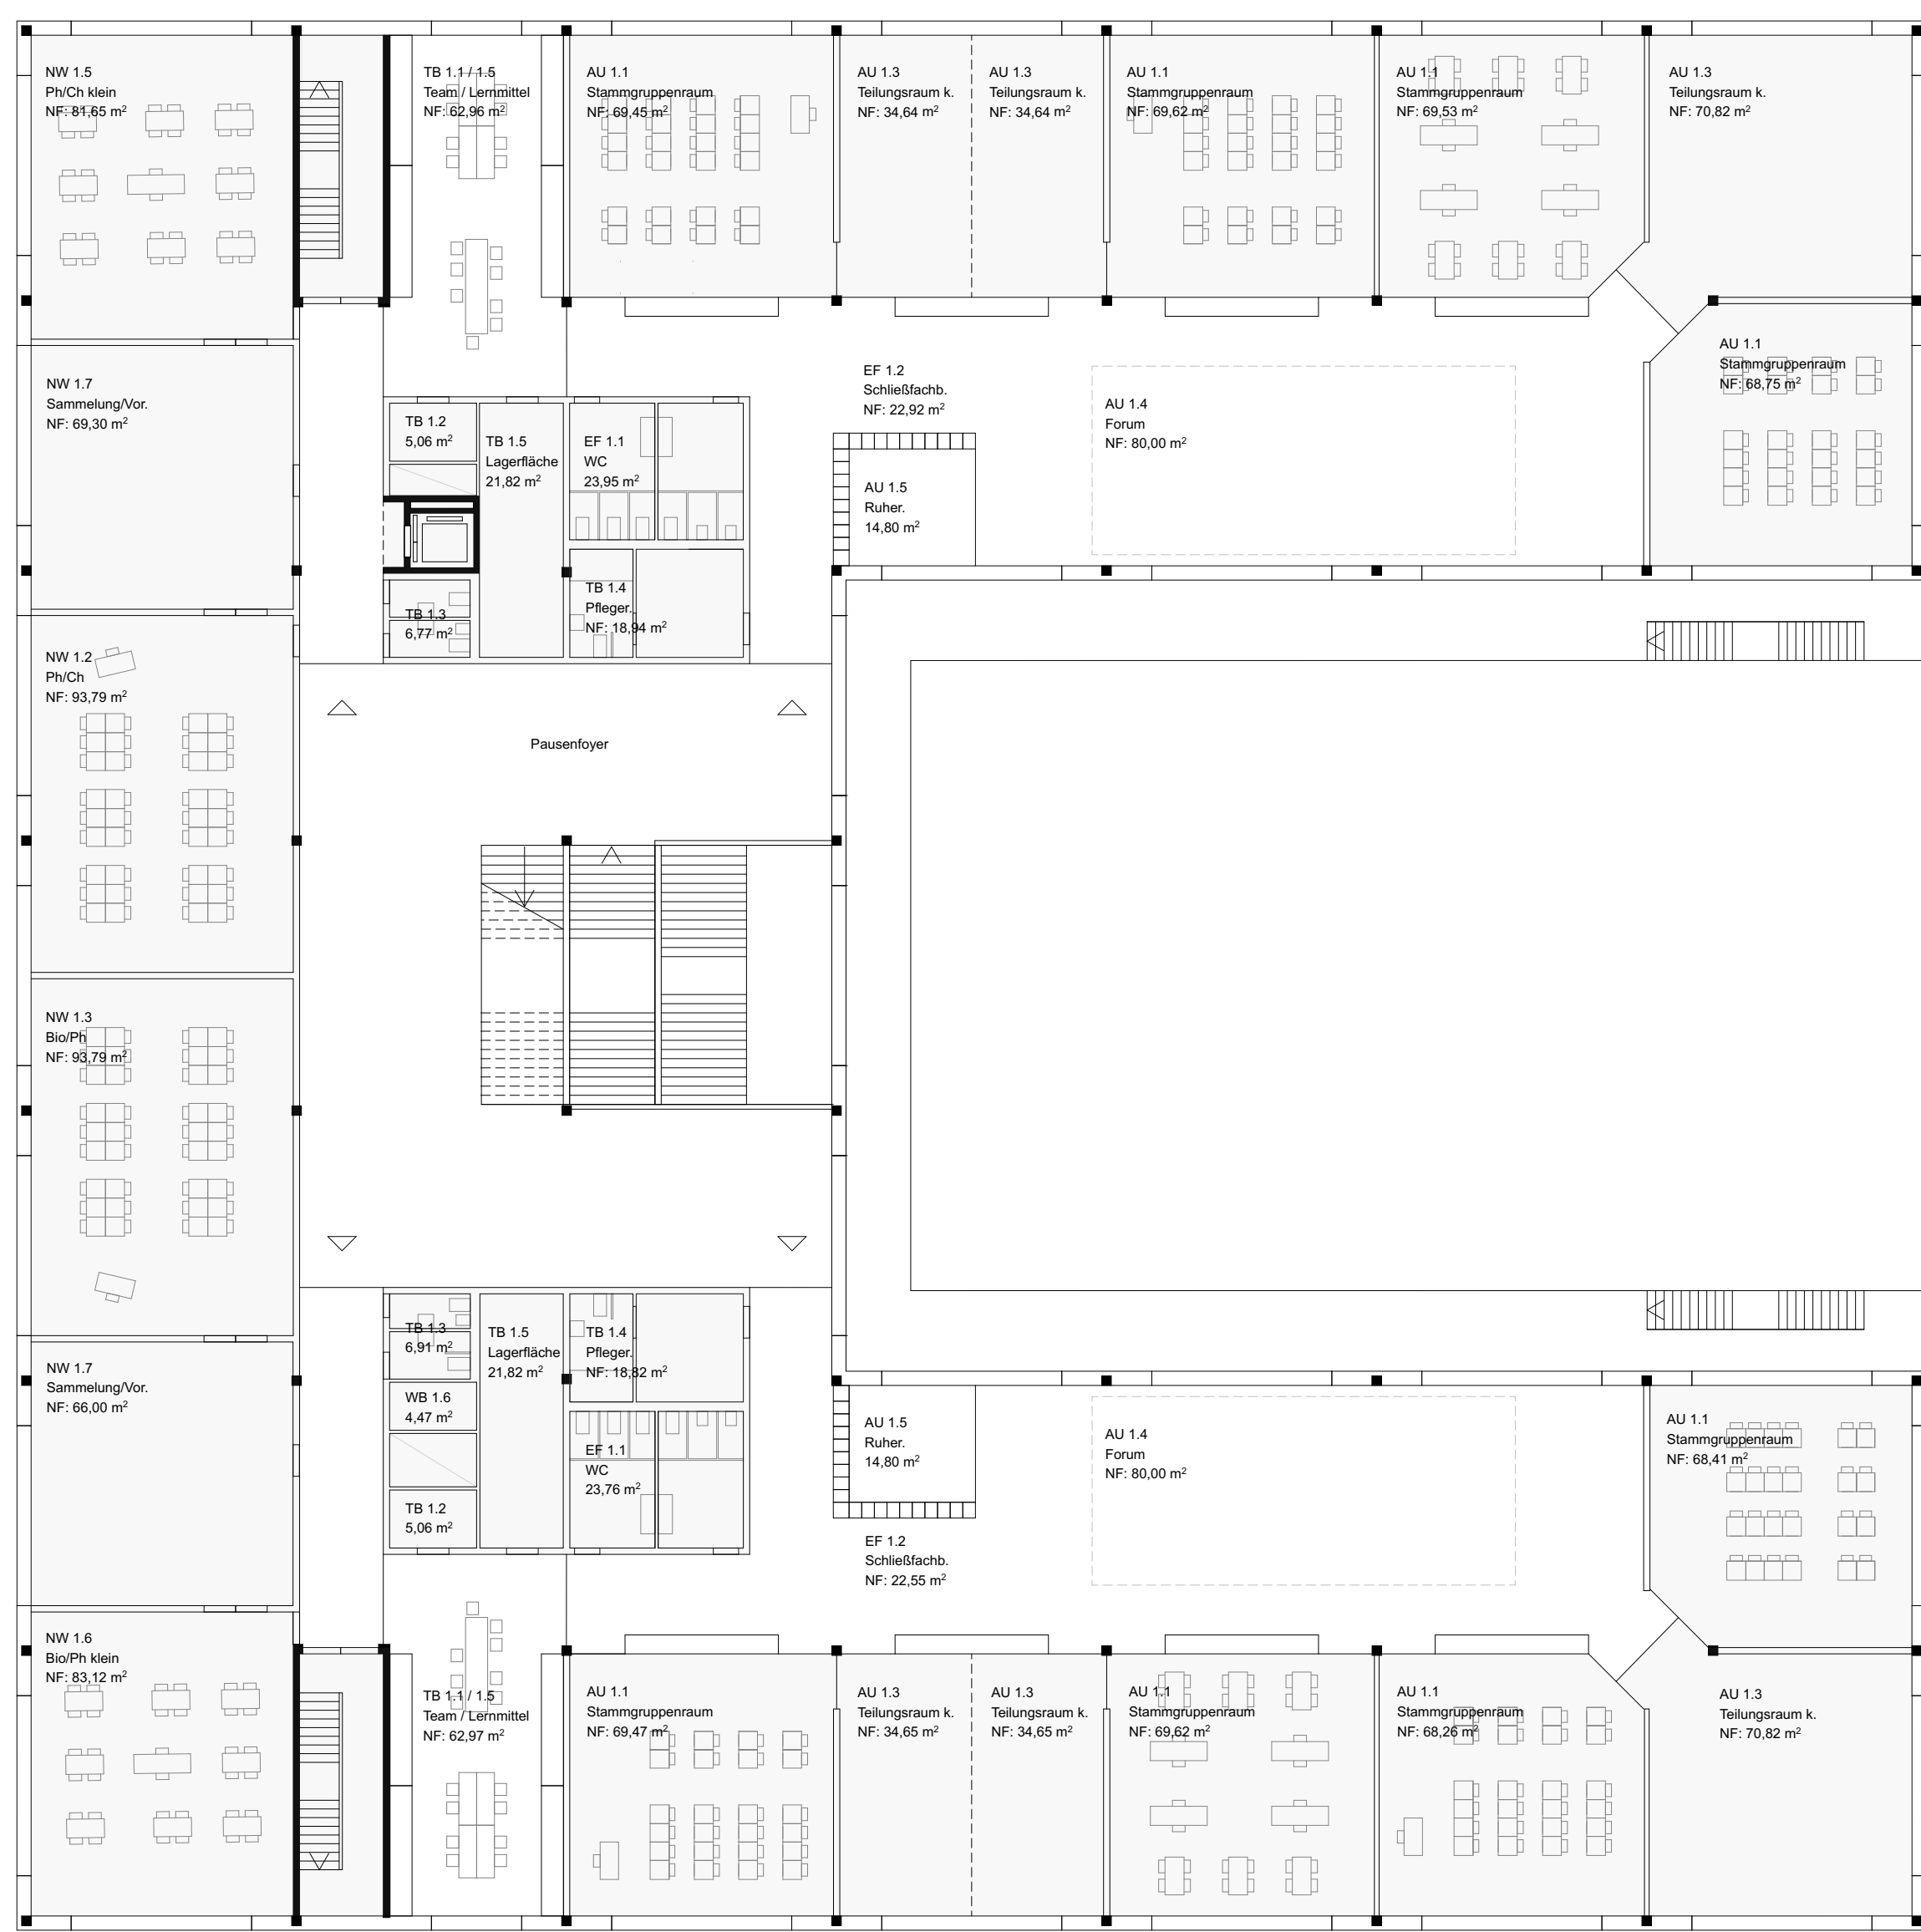 NW 1.5
Ph/Ch klein
NF: 81,65 m²
TB 1.1 / 1.5
Team / Lernmittel
NF: 62,96 m²
AU 1.1
Stammgruppenraum
NF: 69,45 m²
AU 1.3
Teilungsraum k.
NF: 34,64 m²
AU 1.3
Teilungsraum k.
NF: 34,64 m²
AU 1.1
Stammgruppenraum
NF: 69,62 m²
AU 1.1
Stammgruppenraum
NF: 69,53 m²
AU 1.3
Teilungsraum k.
NF: 70,82 m²
AU 1.1
Stammgruppenraum
NF: 68,75 m²
NW 1.7
Sammelung/Vor.
NF: 69,30 m²
TB 1.2
5,06 m²
TB 1.5
Lagerfläche
21,82 m²
EF 1.1
WC
23,95 m²
EF 1.2
Schließfachb.
NF: 22,92 m²
AU 1.5
Ruher.
14,80 m²
AU 1.4
Forum
NF: 80,00 m²
TB 1.3
6,77 m²
TB 1.4
Pfleger.
NF: 18,94 m²
NW 1.2
Ph/Ch
NF: 93,79 m²
Pausenfoyer
NW 1.3
Bio/Ph
NF: 93,79 m²
NW 1.7
Sammelung/Vor.
NF: 66,00 m²
TB 1.3
6,91 m²
WB 1.6
4,47 m²
TB 1.2
5,06 m²
TB 1.5
Lagerfläche
21,82 m²
TB 1.4
Pfleger.
NF: 18,82 m²
EF 1.1
WC
23,76 m²
AU 1.5
Ruher.
14,80 m²
EF 1.2
Schließfachb.
NF: 22,55 m²
AU 1.4
Forum
NF: 80,00 m²
AU 1.1
Stammgruppenraum
NF: 68,41 m²
NW 1.6
Bio/Ph klein
NF: 83,12 m²
TB 1.1 / 1.5
Team / Lernmittel
NF: 62,97 m²
AU 1.1
Stammgruppenraum
NF: 69,47 m²
AU 1.3
Teilungsraum k.
NF: 34,65 m²
AU 1.3
Teilungsraum k.
NF: 34,65 m²
AU 1.1
Stammgruppenraum
NF: 69,62 m²
AU 1.1
Stammgruppenraum
NF: 68,26 m²
AU 1.3
Teilungsraum k.
NF: 70,82 m²